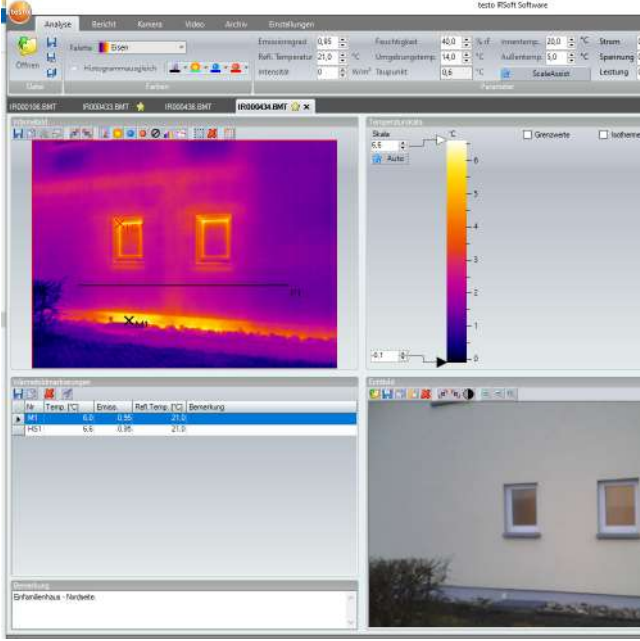 testo IRSoft Software
testo
Analyse Bericht Kamera Video Archiv Einstellungen
Öffnen
Palette Eisen
Histogrammausgleich
Datei
Farben
Emissionsgrad 0,95
Refl. Temperatur 21,0 °C
Intensität 0 W/m²
Feuchtigkeit 40,0 % rF
Umgebungstemp. 14,0 °C
Taupunkt 0,6 °C
Innentemp. 20,0 °C
Außentemp. 5,0 °C
ScaleAssist
Strom
Spannung
Leistung
Parameter
IR000106.BMT IR000433.BMT IR000436.BMT IR000434.BMT
Temperaturskala
Skala
6,6
°C
Auto
Grenzwerte
6
5
4
3
2
1
0
-0,1
M1
Wärmebildmarkierungen
Nr. Temp. [°C] Emiss. Refl.Temp. [°C] Bemerkung
M1 6,0 0,95 21,0
HS1 6,6 0,95 21,0
Echtbild
Bemerkung
Einfamilienhaus - Nordseite